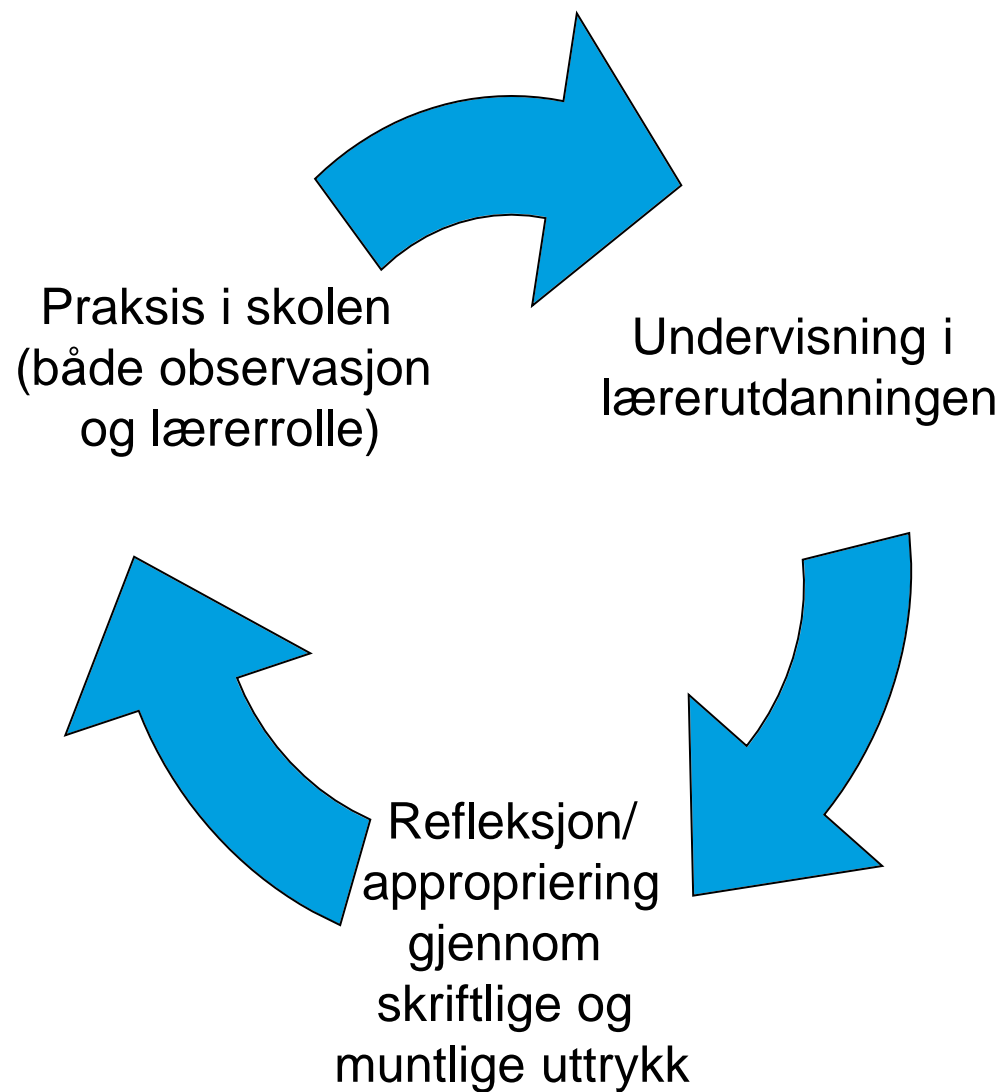 Praksis i skolen
(både observasjon
og lærerrolle)
Undervisning i
lærerutdanningen
Refleksjon/
appropriering
gjennom
skriftlige og
muntlige uttrykk